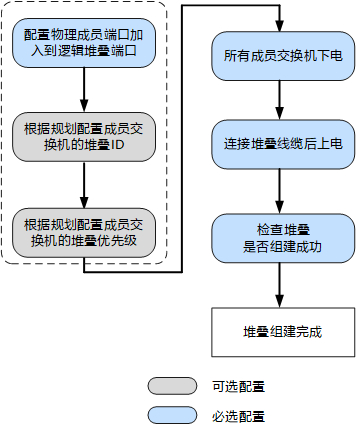 配置物理成员端口加
入到逻辑堆叠端口
根据规划配置成员交
换机的堆叠ID
根据规划配置成员交
换机的堆叠优先级
所有成员交换机下电
连接堆叠线缆后上电
检查堆叠
是否组建成功
堆叠组建完成
可选配置
必选配置